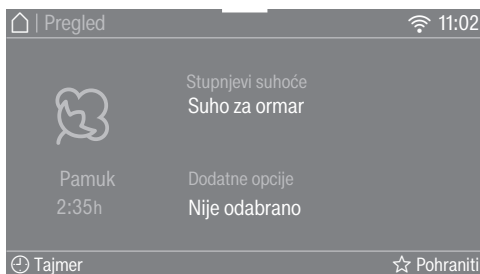 | Pregled 11:02
Stupnjevi suhoće
Suho za ormar
Pamuk
2:35h
Dodatne opcije
Nije odabrano
Tajmer
Pohraniti